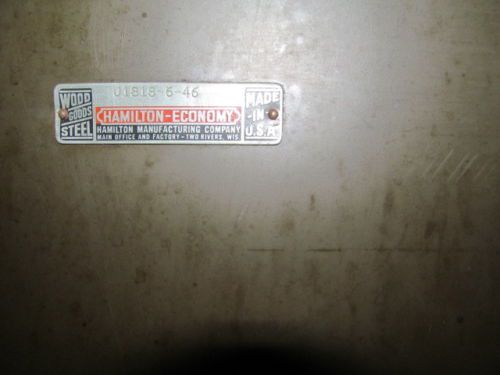 U1818-6-46
WOOD
GOODS
STEEL
HAMILTON-ECONOMY
HAMILTON MANUFACTURING COMPANY
MAIN OFFICE AND FACTORY - TWO RIVERS, WIS
MADE
-IN-
U.S.A